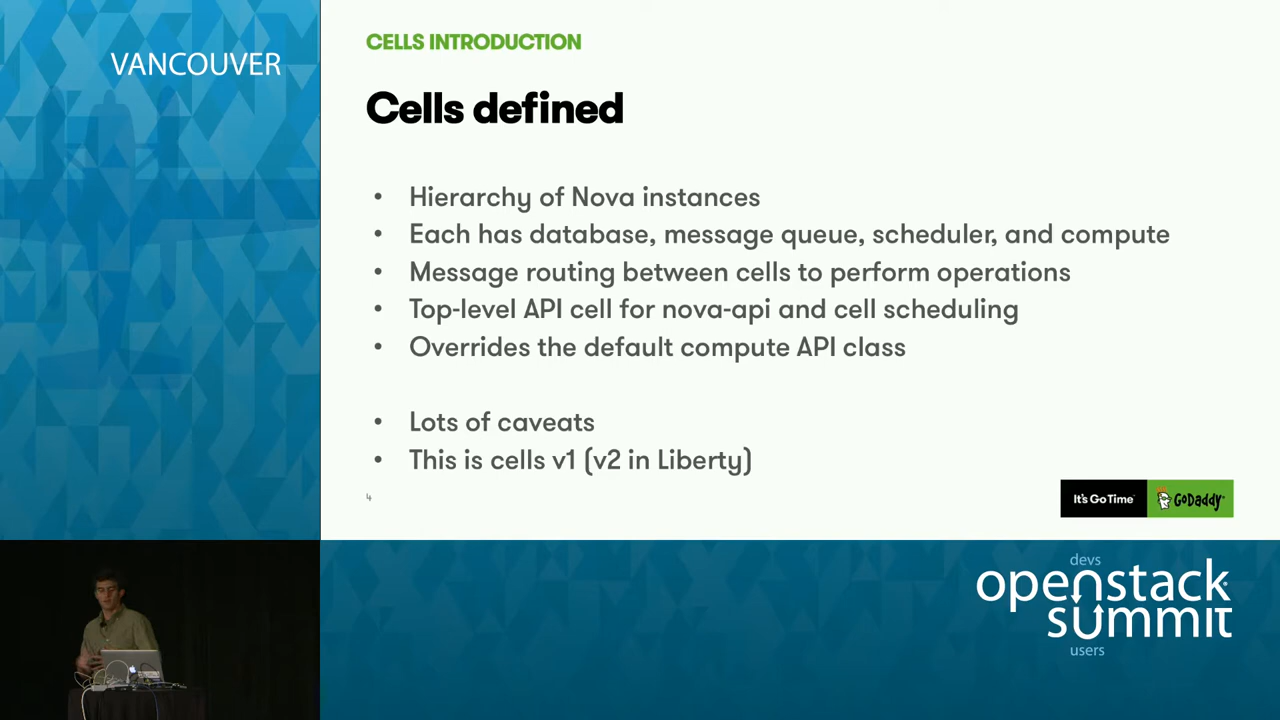 VANCOUVER
CELLS INTRODUCTION
Cells defined
• Hierarchy of Nova instances
• Each has database, message queue, scheduler, and compute
• Message routing between cells to perform operations
• Top-level API cell for nova-api and cell scheduling
• Overrides the default compute API class
• Lots of caveats
• This is cells v1 (v2 in Liberty)
4
It's Go Time
GoDaddy
devs
openstack
summit
users